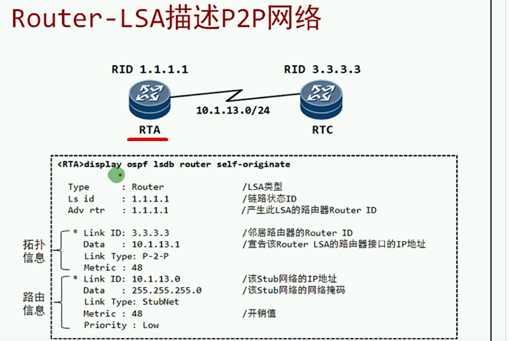 Router-LSA描述P2P网络
RID 1.1.1.1
RID 3.3.3.3
10.1.13.0/24
RTA
RTC
<RTA>display ospf lsdb router self-originate
Type : Router /LSA类型
Ls id : 1.1.1.1 /链路状态ID
Adv rtr : 1.1.1.1 /产生此LSA的路由器Router ID
拓扑信息
* Link ID: 3.3.3.3 /邻居路由器的Router ID
Data : 10.1.13.1 /宣告该Router LSA的路由器接口的IP地址
Link Type: P-2-P
Metric : 48
路由信息
* Link ID: 10.1.13.0 /该Stub网络的IP地址
Data : 255.255.255.0 /该Stub网络的网络掩码
Link Type: StubNet
Metric : 48 /开销值
Priority : Low